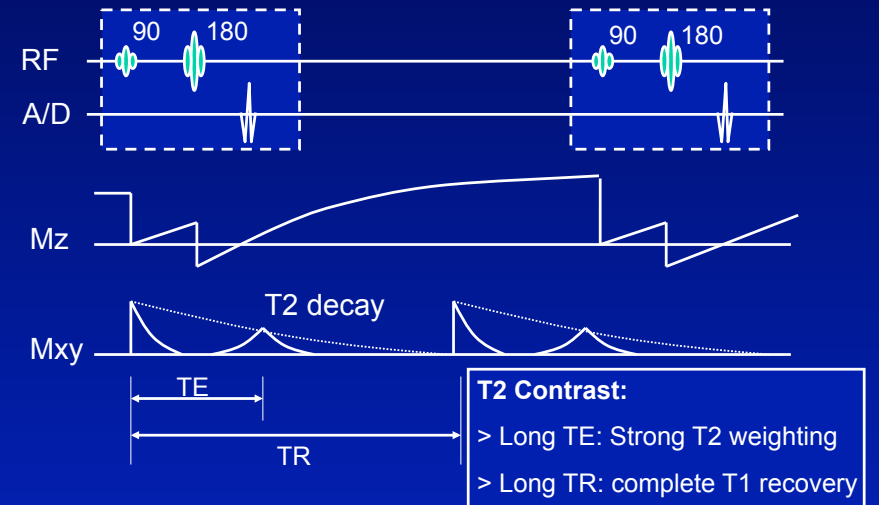 90 180 90 180
RF
A/D
Mz
T2 decay
Mxy
TE
TR
T2 Contrast:
> Long TE: Strong T2 weighting
> Long TR: complete T1 recovery